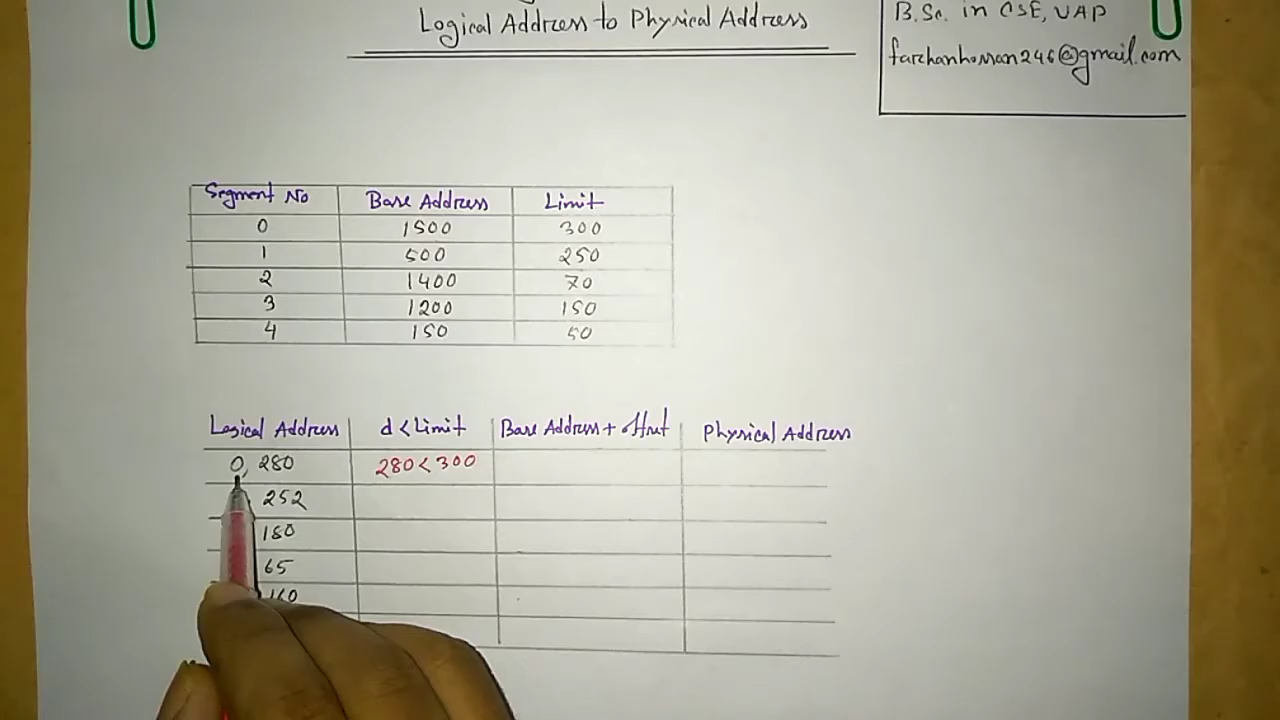 Logical Address to Physical Address
B.Sc. in CSE, UAP
farhanhossan246@gmail.com
Segment No Base Address Limit
0 1500 300
1 500 250
2 1400 70
3 1200 150
4 150 50
Logical Address d < Limit Base Address + offset Physical Address
0, 280 280 < 300
252
180
65
160